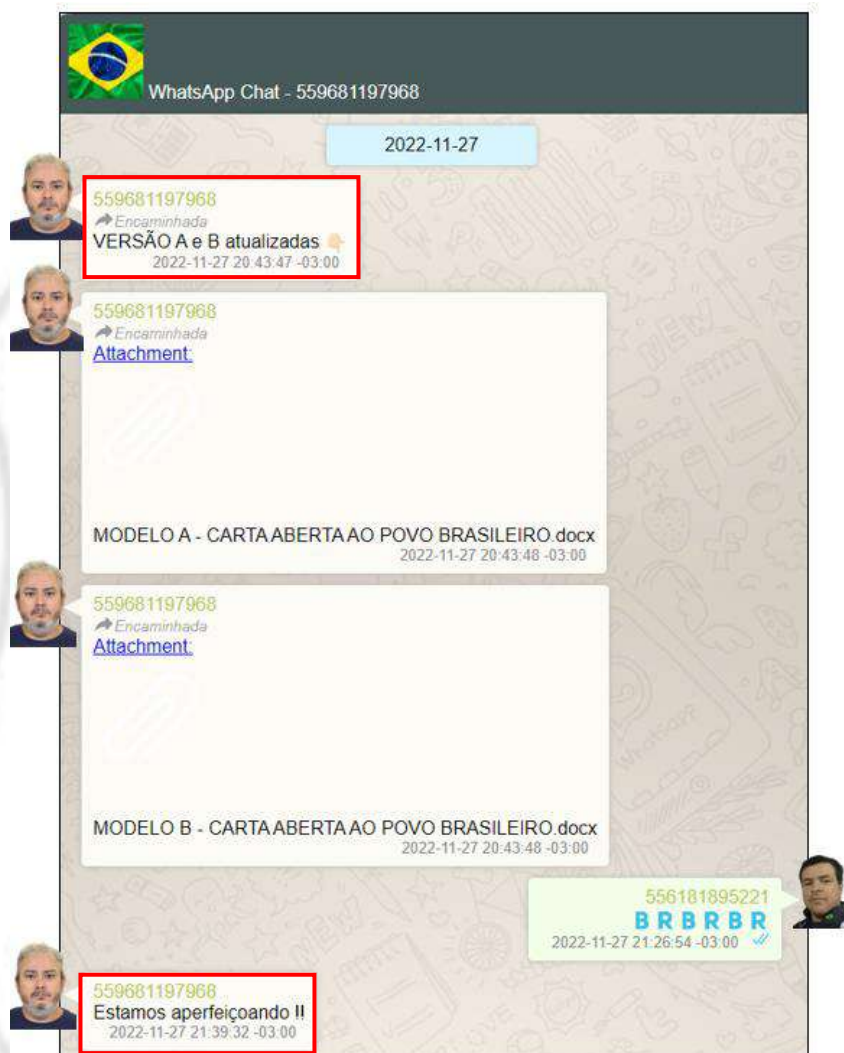 WhatsApp Chat - 559681197968
2022-11-27
559681197968
Encaminhada
VERSÃO A e B atualizadas 👇🏻
2022-11-27 20:43:47 -03:00
559681197968
Encaminhada
Attachment:
MODELO A - CARTA ABERTA AO POVO BRASILEIRO.docx
2022-11-27 20:43:48 -03:00
559681197968
Encaminhada
Attachment:
MODELO B - CARTA ABERTA AO POVO BRASILEIRO.docx
2022-11-27 20:43:48 -03:00
556181895221
B R B R B R
2022-11-27 21:26:54 -03:00
559681197968
Estamos aperfeiçoando !!
2022-11-27 21:39:32 -03:00